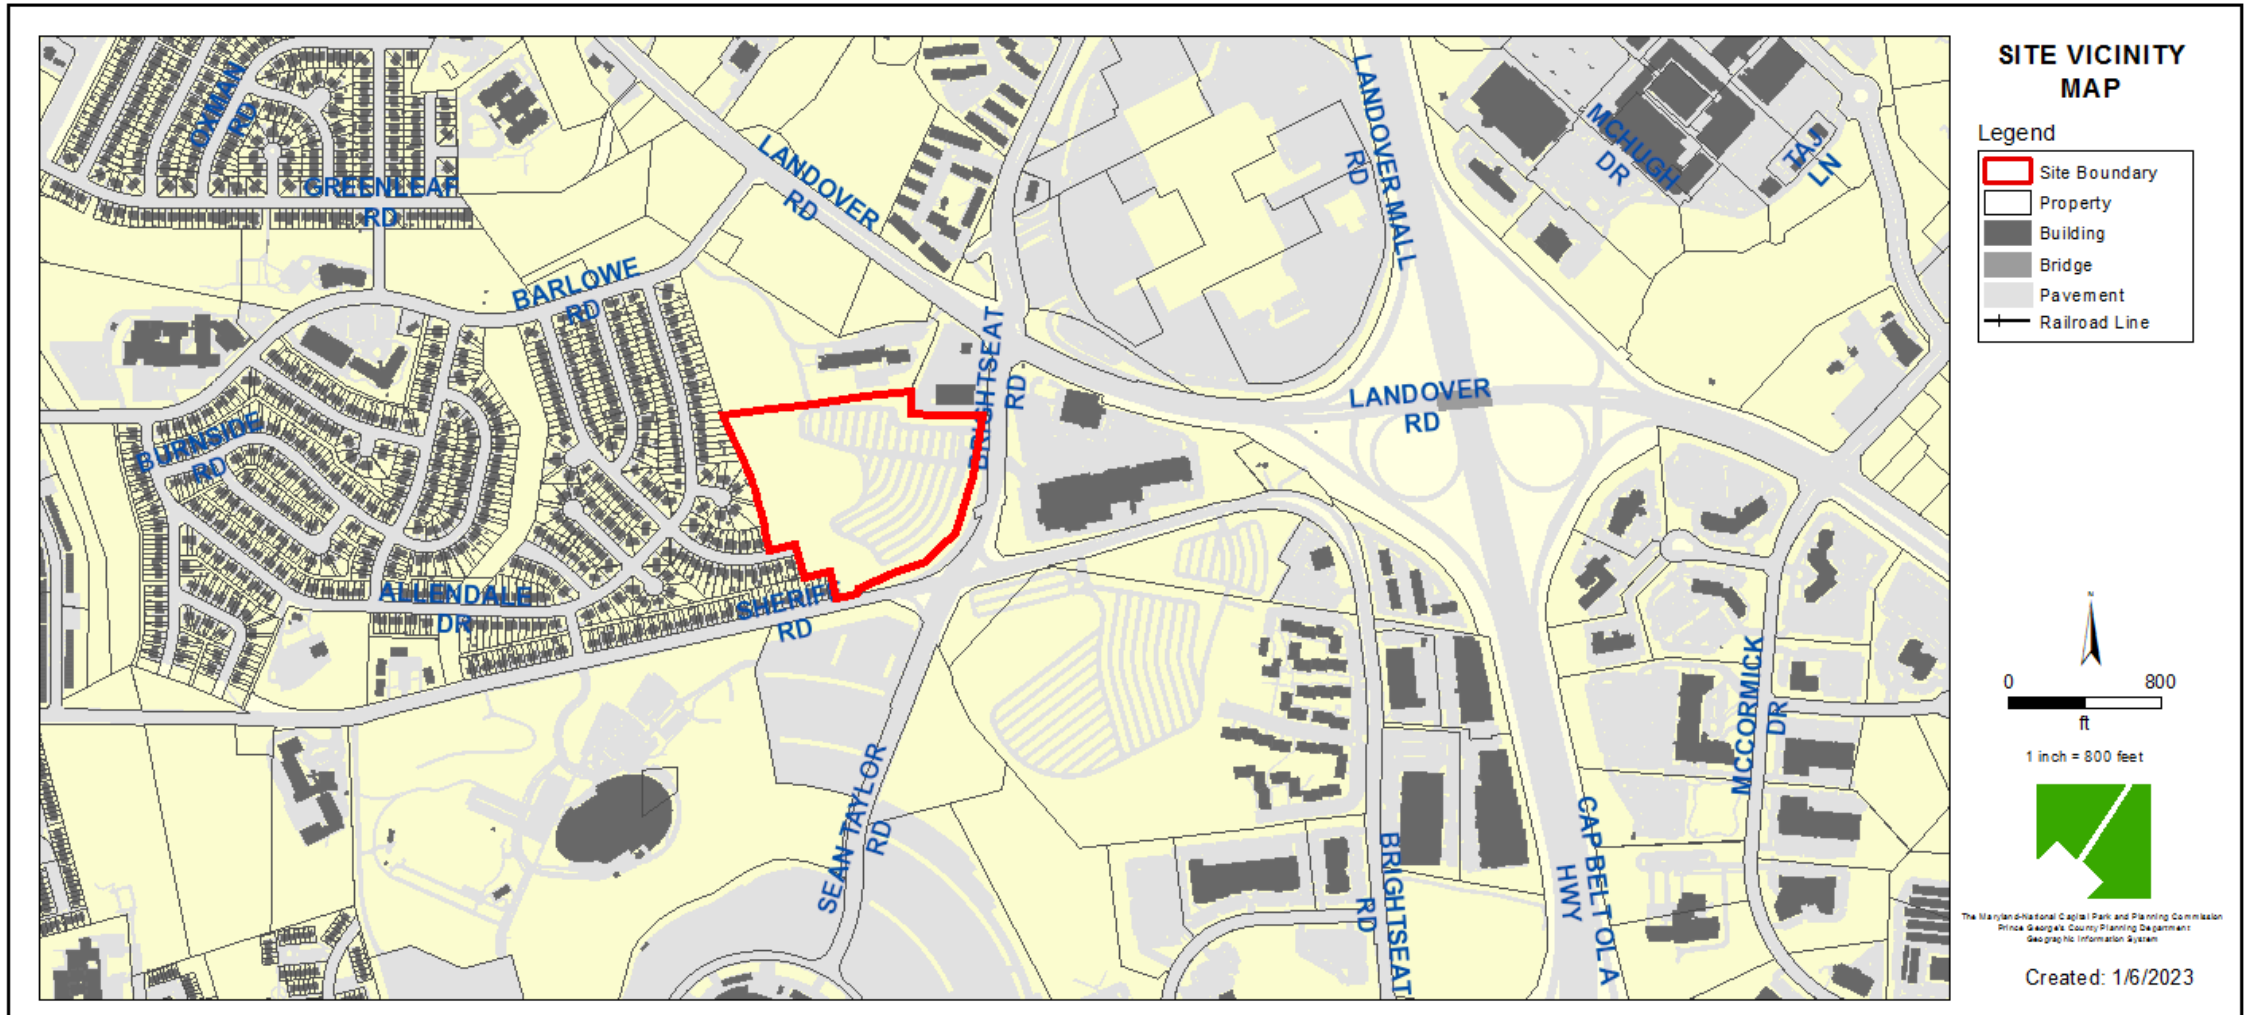 SITE VICINITY
MAP
Legend
Site Boundary
Property
Building
Bridge
Pavement
Railroad Line
N
0 800
ft
1 inch = 800 feet
The Maryland-National Capital Park and Planning Commission
Prince George's County Planning Department
Geographic Information System
Created: 1/6/2023
OXMAN
RD
GREENLEAF
RD
LANDOVER
RD
LANDOVER MALL
RD
MCHUGH
DR
TAJ
LN
BARLOWE
RD
BRIGHTSEAT
RD
LANDOVER
RD
BURNSIDE
RD
ALLENDALE
DR
SHERIFF
RD
SEAN TAYLOR
RD
BRIGHTSEAT
RD
CAP BELT OL A
HWY
MCCORMICK
DR